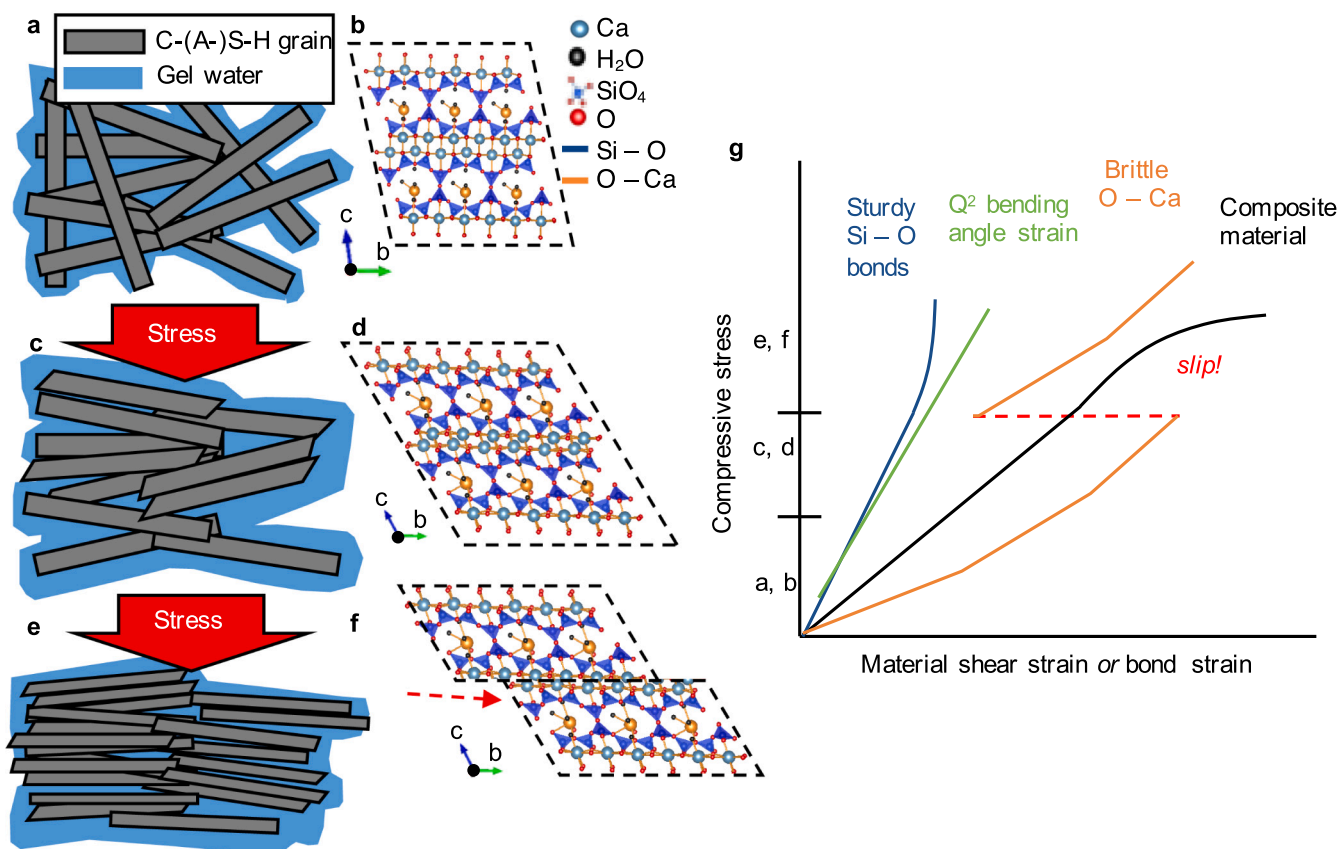 a
C-(A-)S-H grain
Gel water
b
Ca
H₂O
SiO₄
O
Si – O
O – Ca
c
b
Stress
c
d
c
b
Stress
e
f
c
b
g
Sturdy
Si – O
bonds
Q² bending
angle strain
Brittle
O – Ca
Composite
material
slip!
Compressive stress
e, f
c, d
a, b
Material shear strain or bond strain